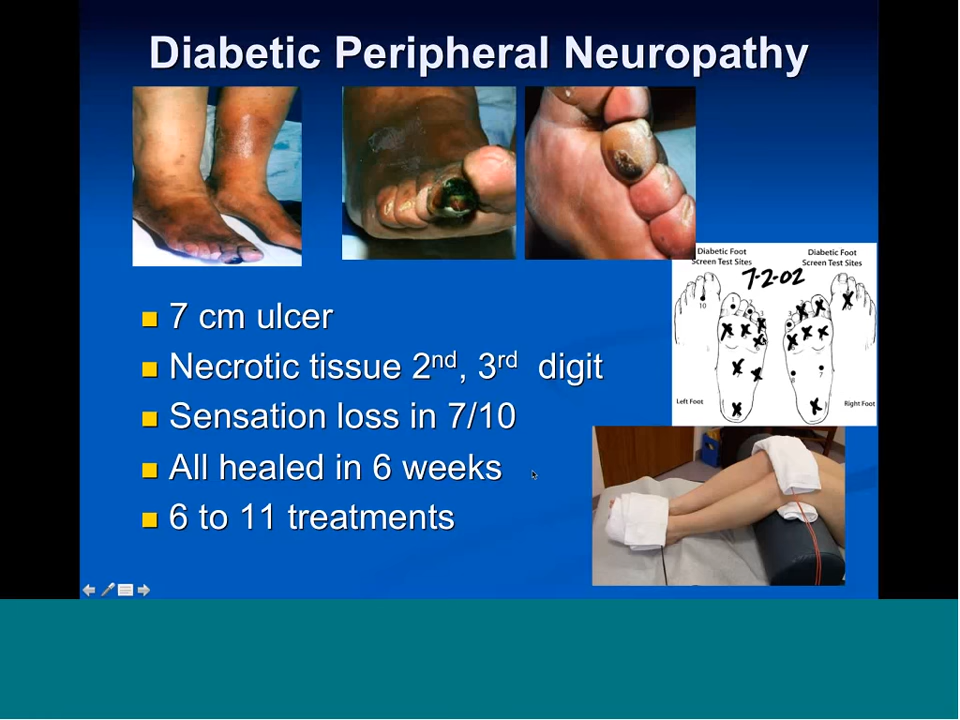 Diabetic Peripheral Neuropathy
Diabetic Foot
Screen Test Sites
Diabetic Foot
Screen Test Sites
7-2-02
10
7
Left Foot
Right Foot
7 cm ulcer
Necrotic tissue 2nd, 3rd digit
Sensation loss in 7/10
All healed in 6 weeks
6 to 11 treatments